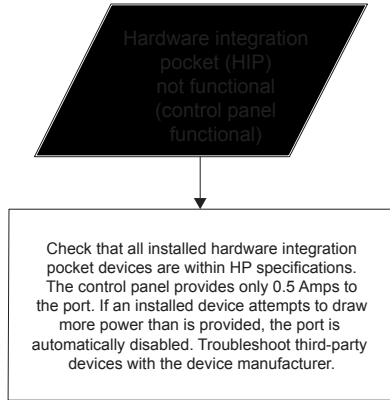 Hardware integration
pocket (HIP)
not functional
(control panel
functional)
Check that all installed hardware integration
pocket devices are within HP specifications.
The control panel provides only 0.5 Amps to
the port. If an installed device attempts to draw
more power than is provided, the port is
automatically disabled. Troubleshoot third-party
devices with the device manufacturer.